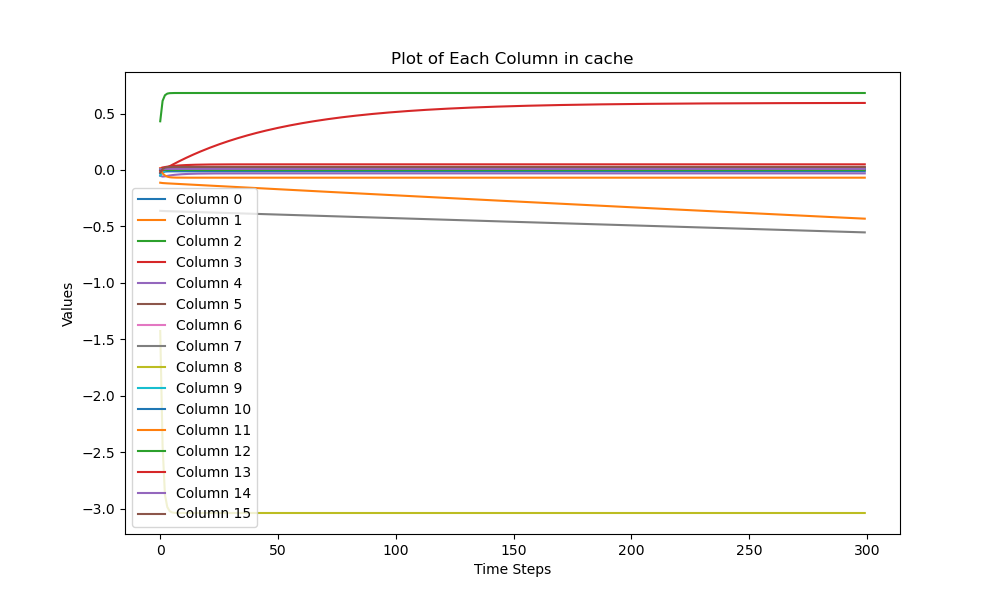 Plot of Each Column in cache
Values
0.5
0.0
−0.5
−1.0
−1.5
−2.0
−2.5
−3.0
Column 0
Column 1
Column 2
Column 3
Column 4
Column 5
Column 6
Column 7
Column 8
Column 9
Column 10
Column 11
Column 12
Column 13
Column 14
Column 15
0 50 100 150 200 250 300
Time Steps